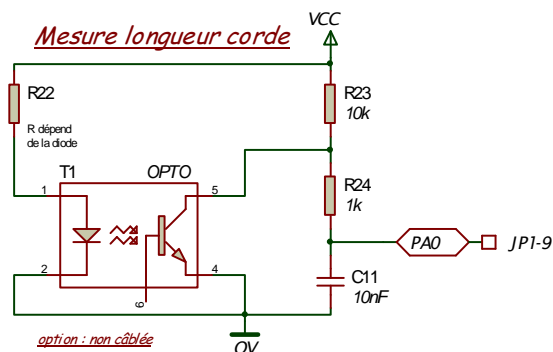 Mesure longueur corde
VCC
R22
R23
10k
R dépend
de la diode
T1
OPTO
1
5
R24
1k
PA0
JP1-9
2
4
6
C11
10nF
option : non câblée
0V